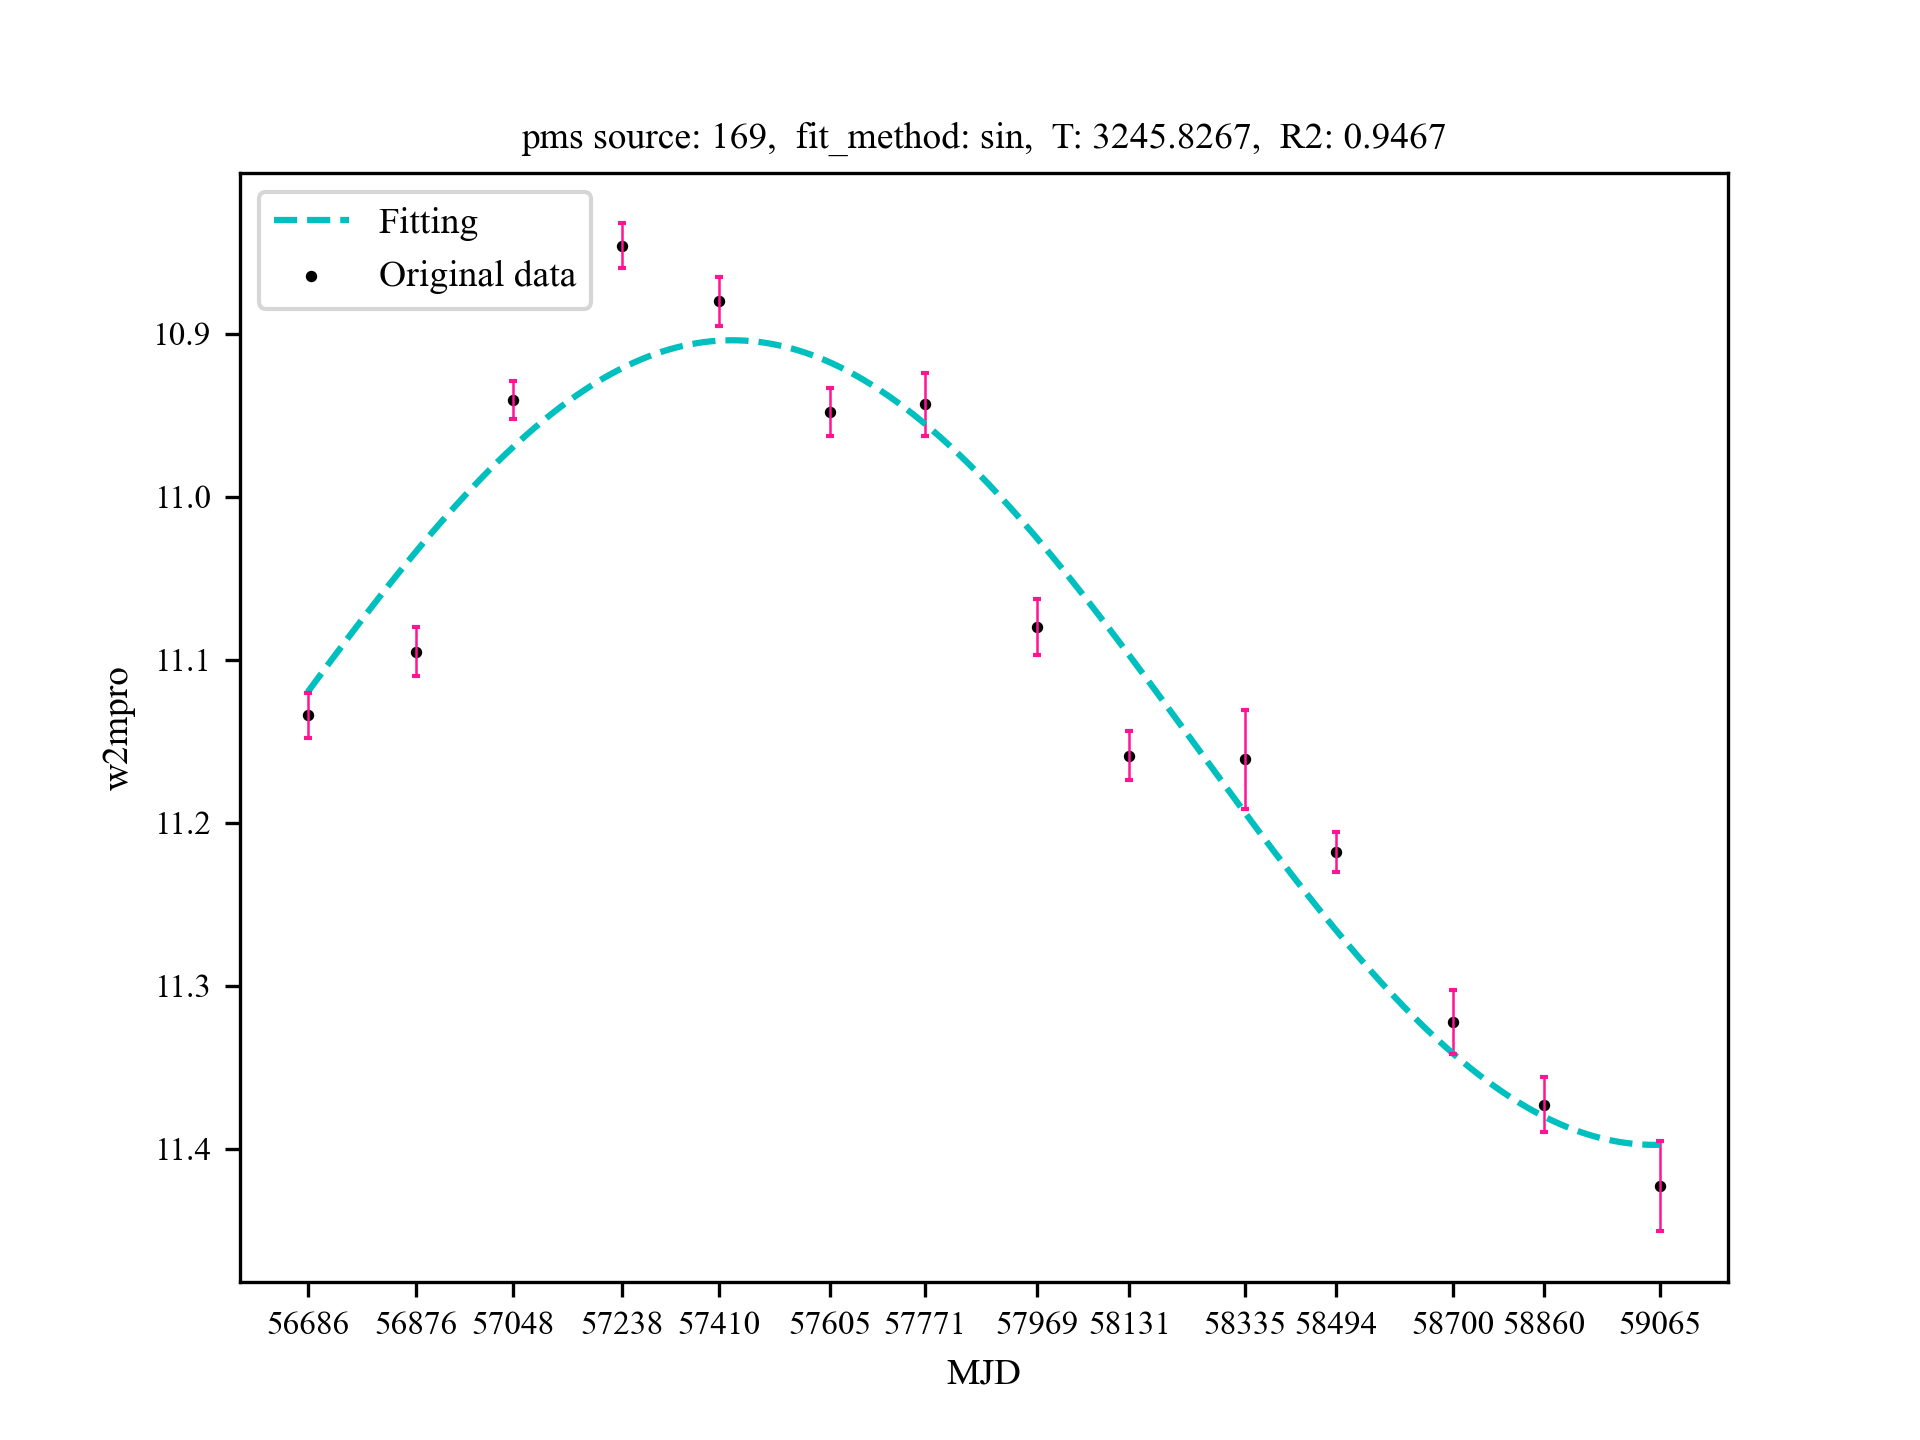 pms source: 169,  fit_method: sin,  T: 3245.8267,  R2: 0.9467
Fitting
Original data
10.9
11.0
11.1
11.2
11.3
11.4
w2mpro
56686 56876 57048 57238 57410 57605 57771 57969 58131 58335 58494 58700 58860 59065
MJD